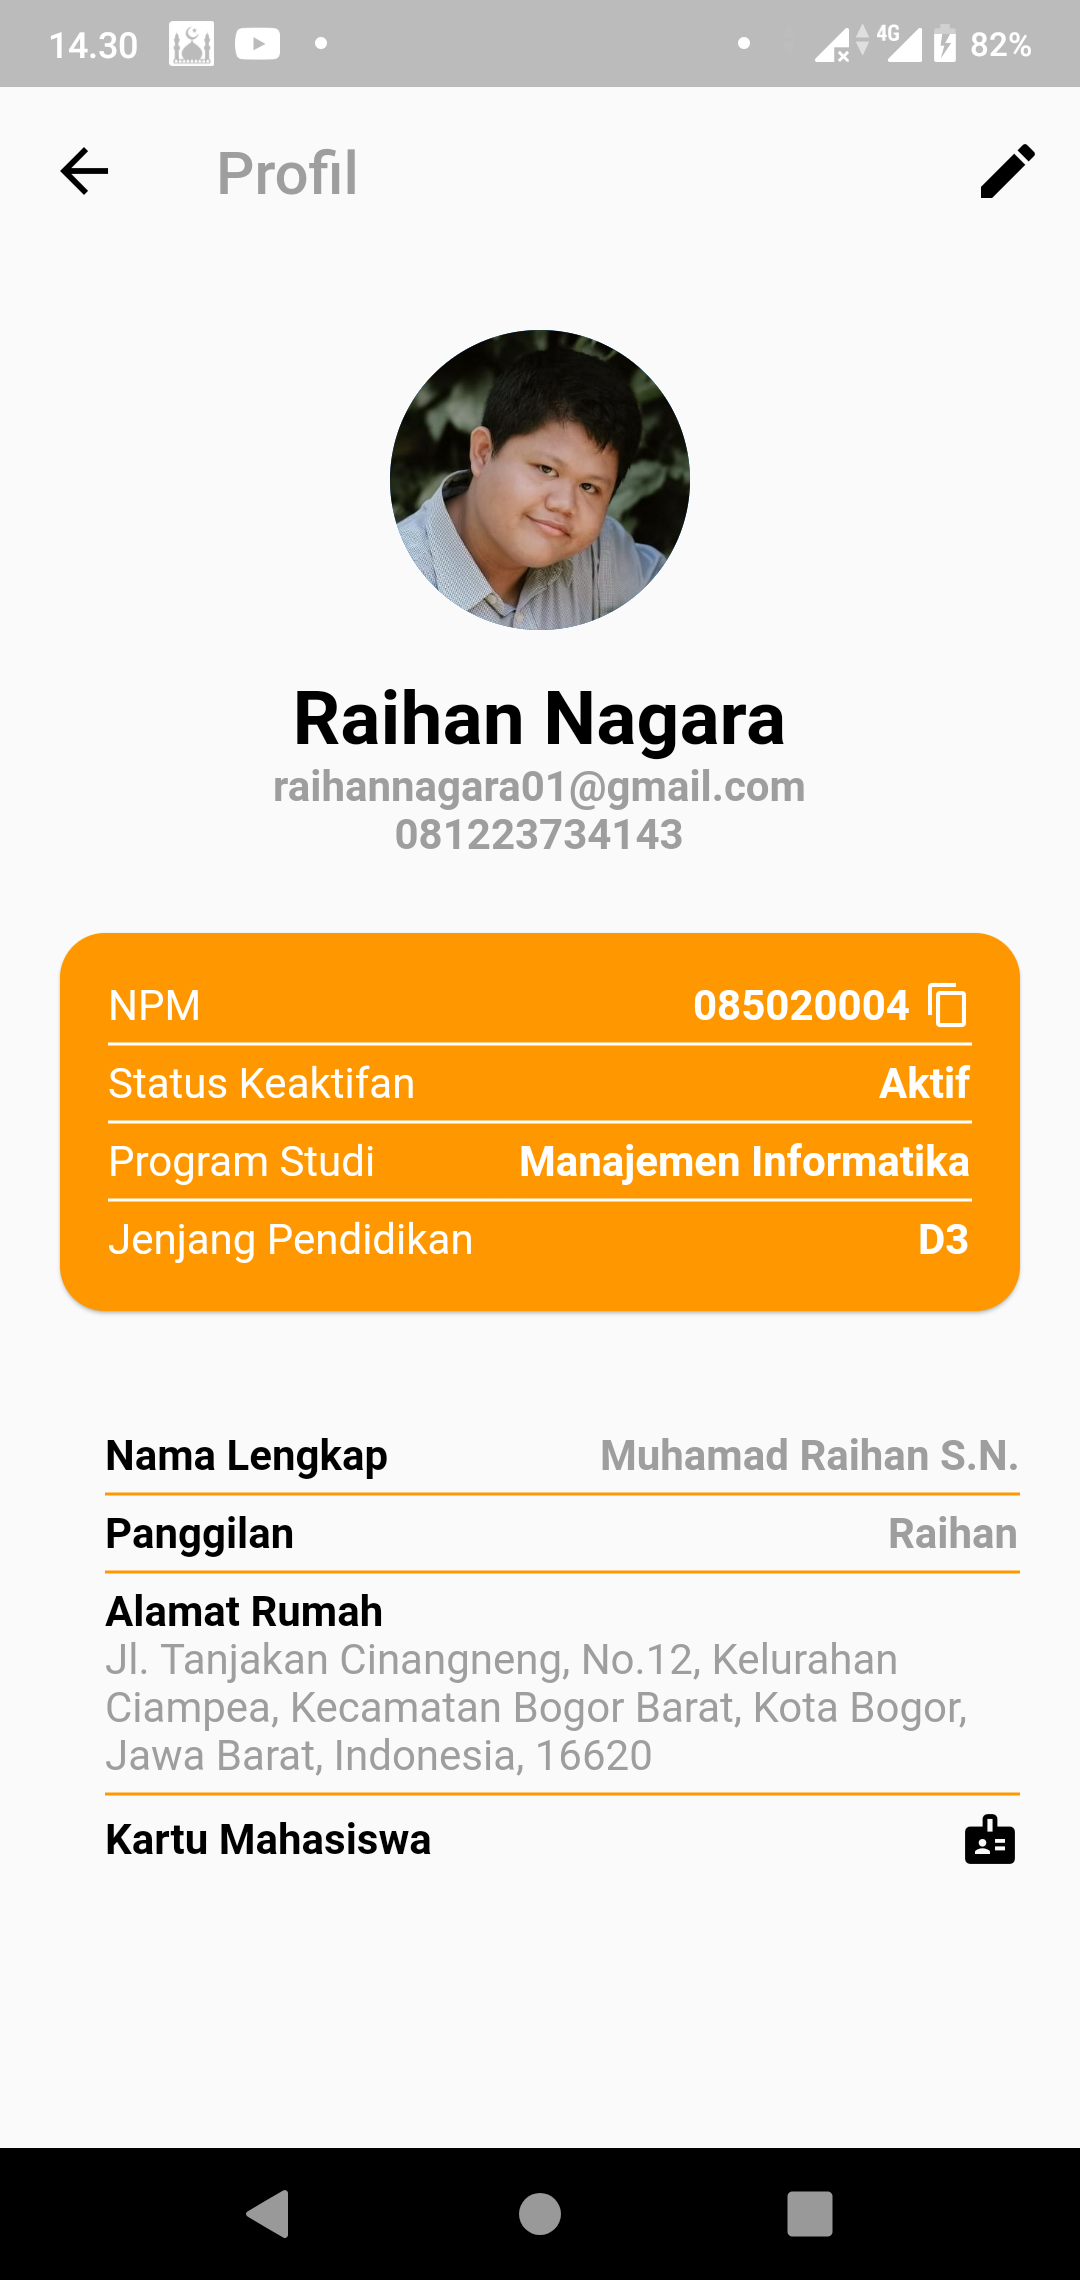 14.30
4G
82%
Profil
Raihan Nagara
raihannagara01@gmail.com
081223734143
NPM 085020004
Status Keaktifan Aktif
Program Studi Manajemen Informatika
Jenjang Pendidikan D3
Nama Lengkap Muhamad Raihan S.N.
Panggilan Raihan
Alamat Rumah
Jl. Tanjakan Cinangneng, No.12, Kelurahan
Ciampea, Kecamatan Bogor Barat, Kota Bogor,
Jawa Barat, Indonesia, 16620
Kartu Mahasiswa